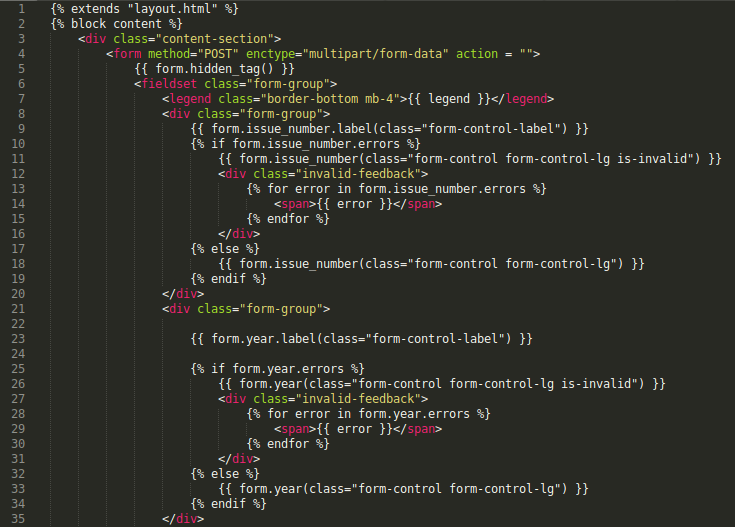 1 {% extends "layout.html" %}
2 {% block content %}
3 <div class="content-section">
4 <form method="POST" enctype="multipart/form-data" action = "">
5 {{ form.hidden_tag() }}
6 <fieldset class="form-group">
7 <legend class="border-bottom mb-4">{{ legend }}</legend>
8 <div class="form-group">
9 {{ form.issue_number.label(class="form-control-label") }}
10 {% if form.issue_number.errors %}
11 {{ form.issue_number(class="form-control form-control-lg is-invalid") }}
12 <div class="invalid-feedback">
13 {% for error in form.issue_number.errors %}
14 <span>{{ error }}</span>
15 {% endfor %}
16 </div>
17 {% else %}
18 {{ form.issue_number(class="form-control form-control-lg") }}
19 {% endif %}
20 </div>
21 <div class="form-group">
22
23 {{ form.year.label(class="form-control-label") }}
24
25 {% if form.year.errors %}
26 {{ form.year(class="form-control form-control-lg is-invalid") }}
27 <div class="invalid-feedback">
28 {% for error in form.year.errors %}
29 <span>{{ error }}</span>
30 {% endfor %}
31 </div>
32 {% else %}
33 {{ form.year(class="form-control form-control-lg") }}
34 {% endif %}
35 </div>